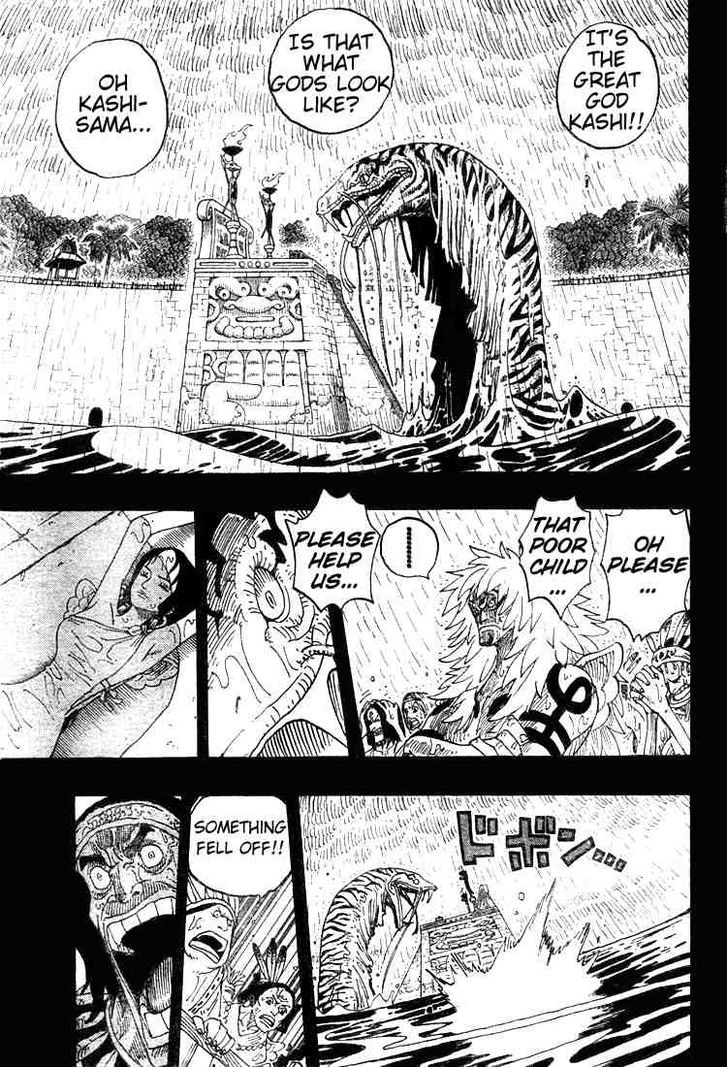 IT'S
THE
GREAT
GOD
KASHI!!
IS THAT
WHAT
GODS LOOK
LIKE?
OH
KASHI-
SAMA...
OH
PLEASE
...
THAT
POOR
CHILD
...
.........
PLEASE
HELP
US...
ドボン...
SOMETHING
FELL OFF!!